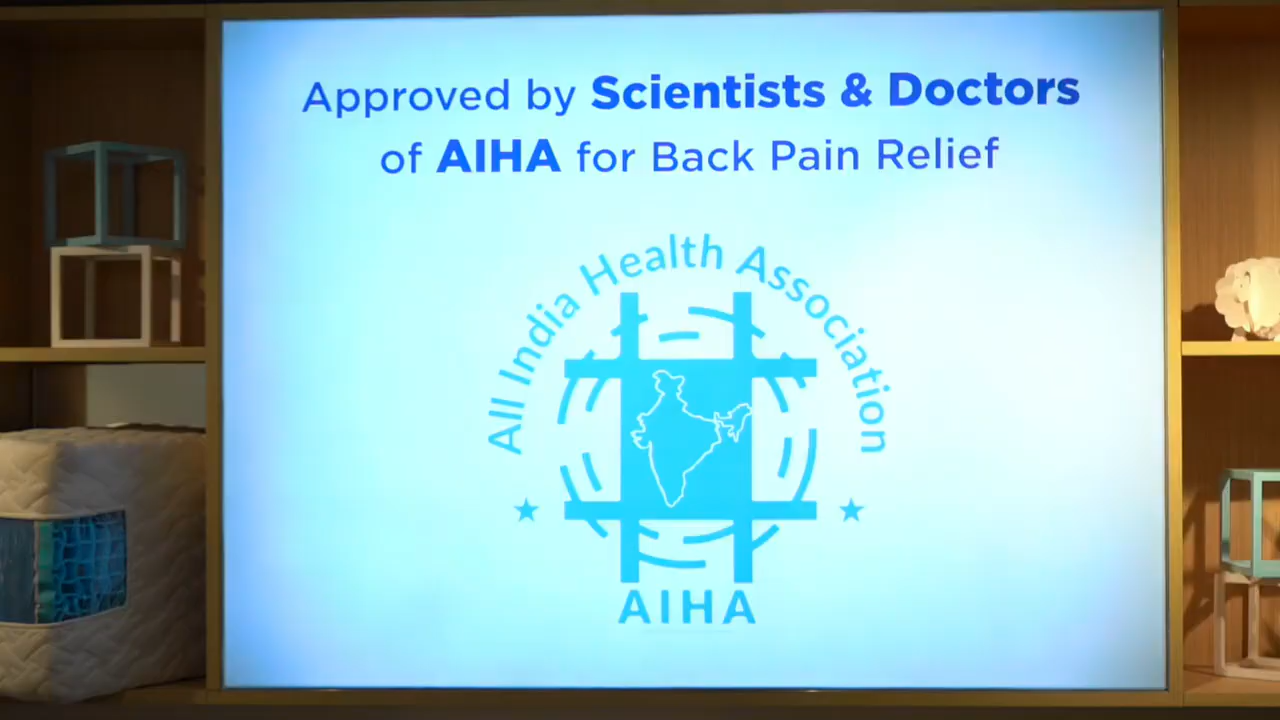 Approved by Scientists & Doctors
of AIHA for Back Pain Relief
All India Health Association
AIHA